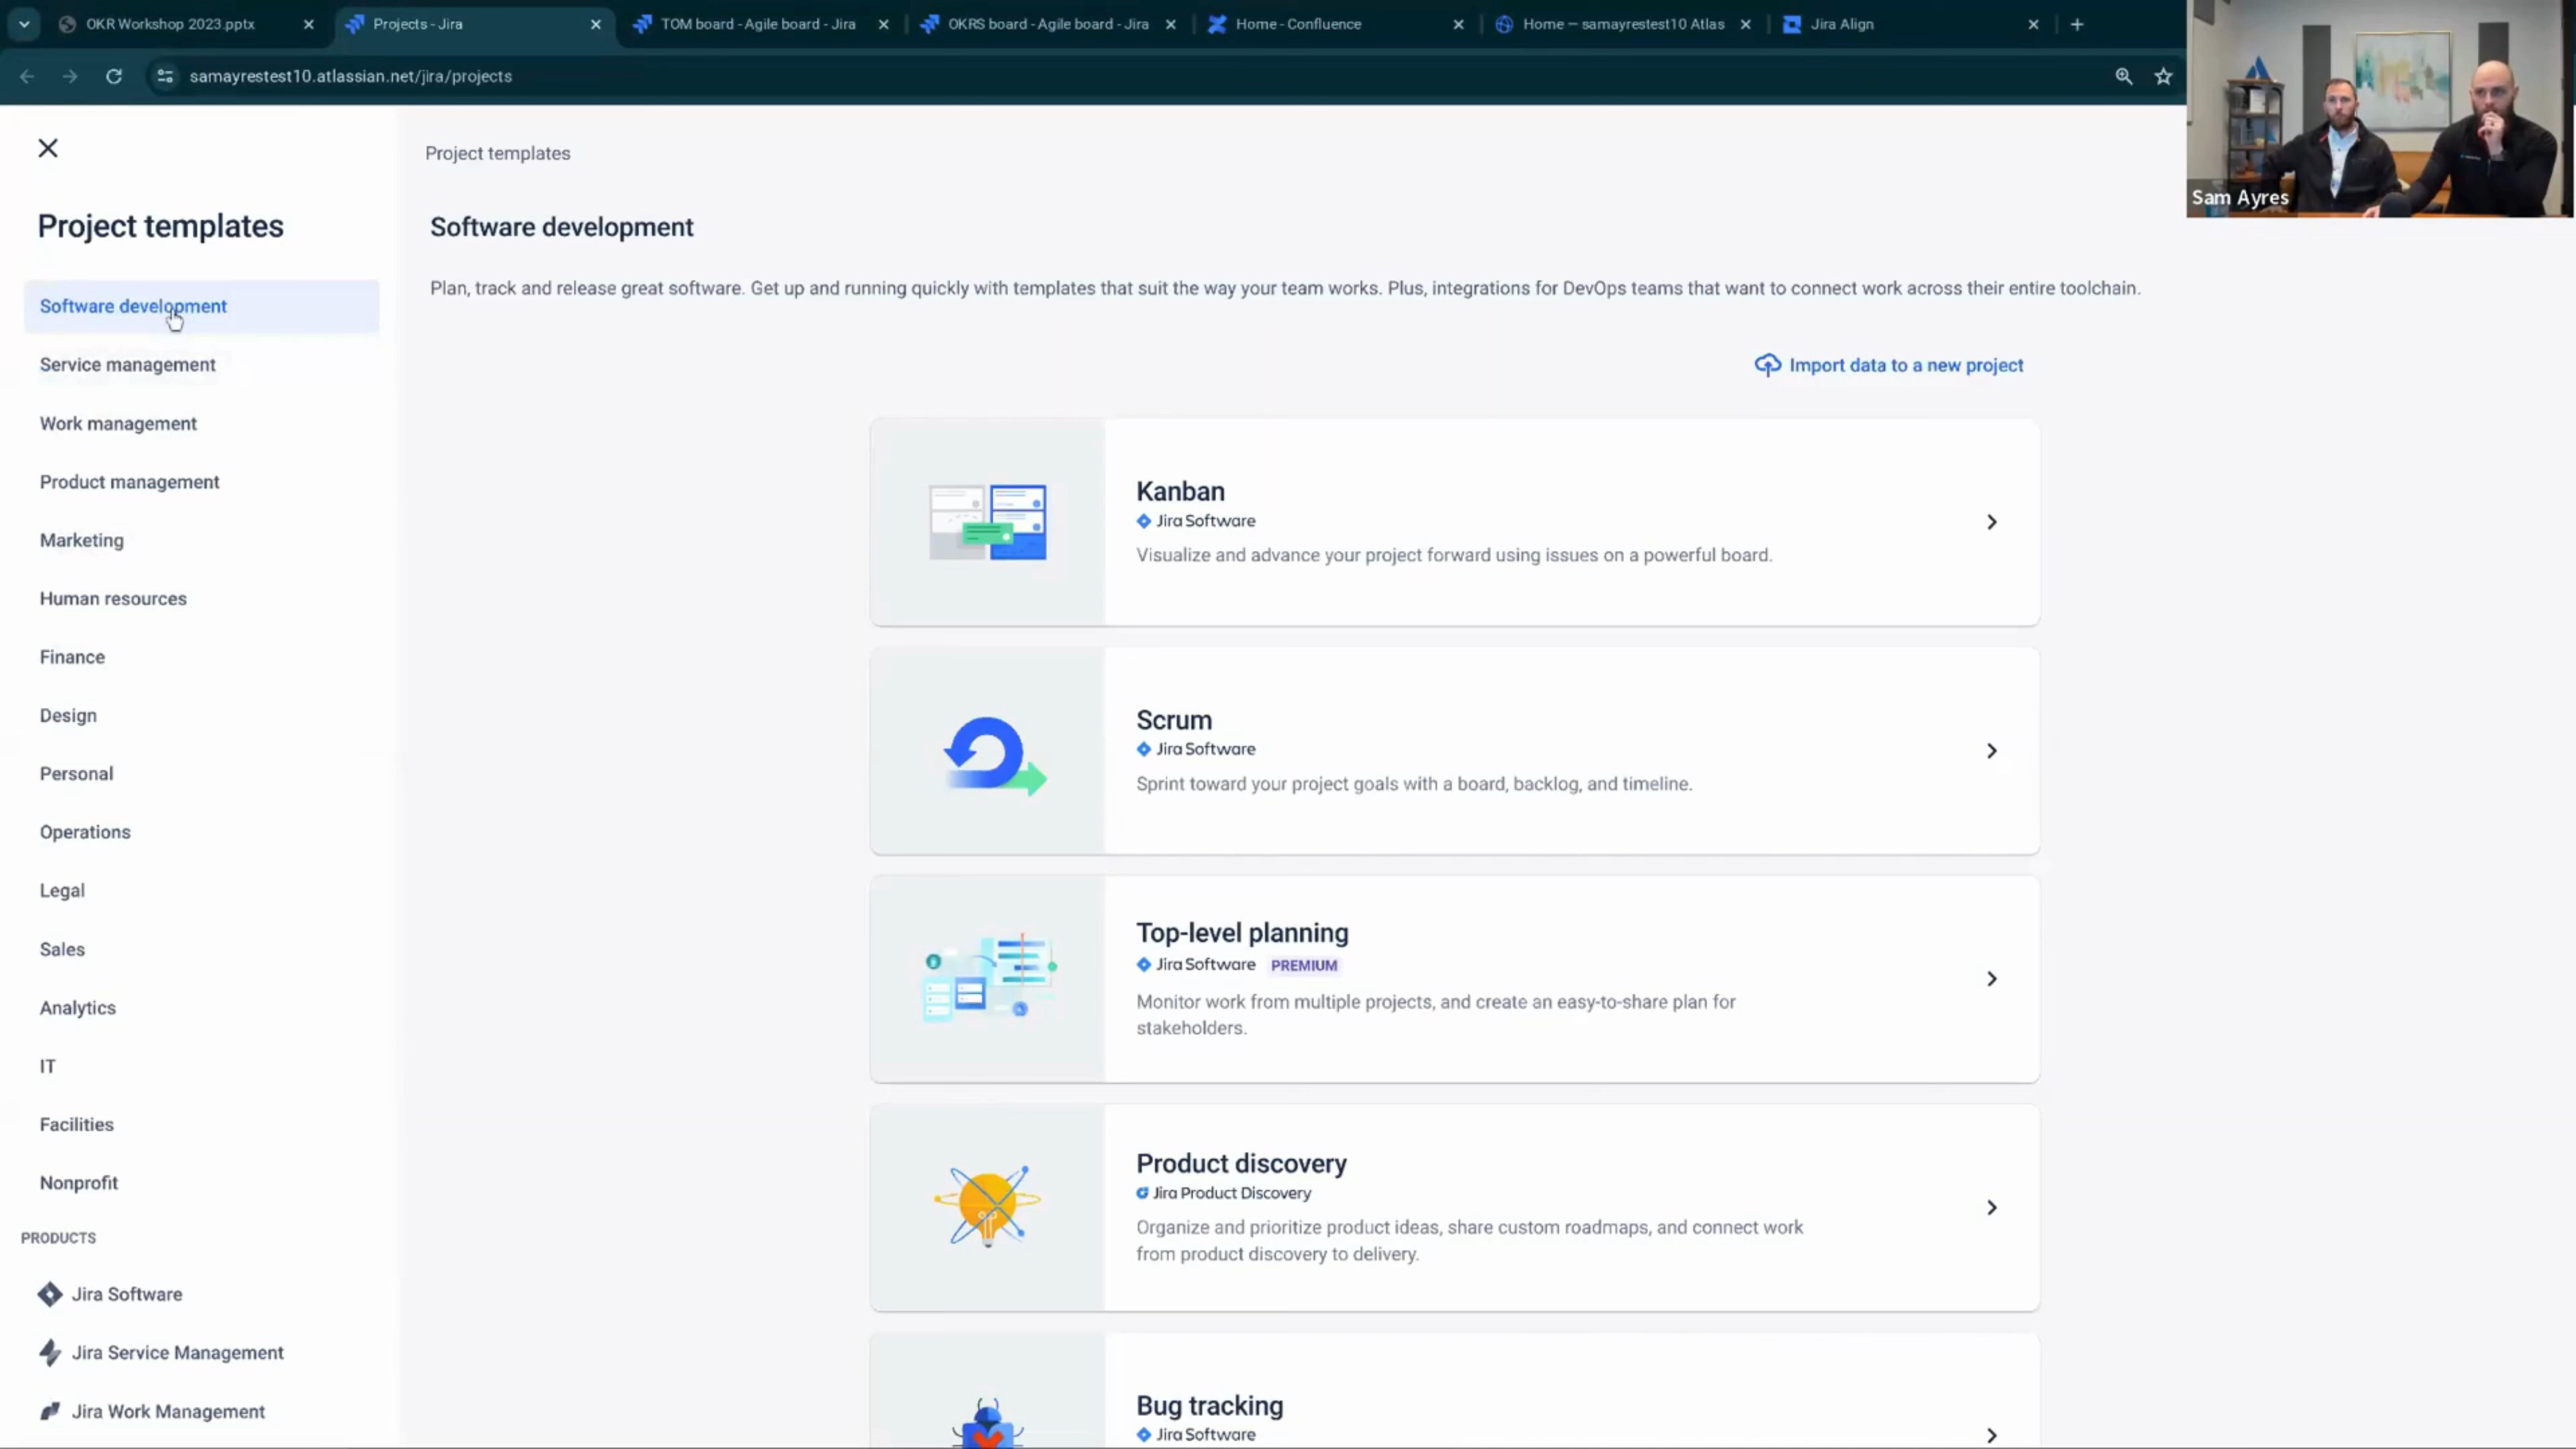 OKR Workshop 2023.pptx
Projects - Jira
TOM board - Agile board - Jira
OKRS board - Agile board - Jira
Home - Confluence
Home — samayrestest10 Atlas
Jira Align
samayrestest10.atlassian.net/jira/projects
Sam Ayres
Project templates
Software development
Service management
Work management
Product management
Marketing
Human resources
Finance
Design
Personal
Operations
Legal
Sales
Analytics
IT
Facilities
Nonprofit
PRODUCTS
Jira Software
Jira Service Management
Jira Work Management
Project templates
Software development
Plan, track and release great software. Get up and running quickly with templates that suit the way your team works. Plus, integrations for DevOps teams that want to connect work across their entire toolchain.
Import data to a new project
Kanban
Jira Software
Visualize and advance your project forward using issues on a powerful board.
Scrum
Jira Software
Sprint toward your project goals with a board, backlog, and timeline.
Top-level planning
Jira Software PREMIUM
Monitor work from multiple projects, and create an easy-to-share plan for
stakeholders.
Product discovery
Jira Product Discovery
Organize and prioritize product ideas, share custom roadmaps, and connect work
from product discovery to delivery.
Bug tracking
Jira Software